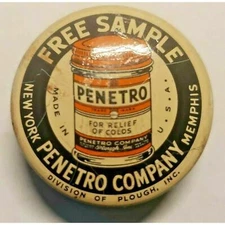 FREE SAMPLE
NEW YORK
MEMPHIS
MADE IN
U.S.A.
PENETRO
FOR RELIEF
OF COLDS
PENETRO COMPANY
PENETRO COMPANY
DIVISION OF PLOUGH, INC.